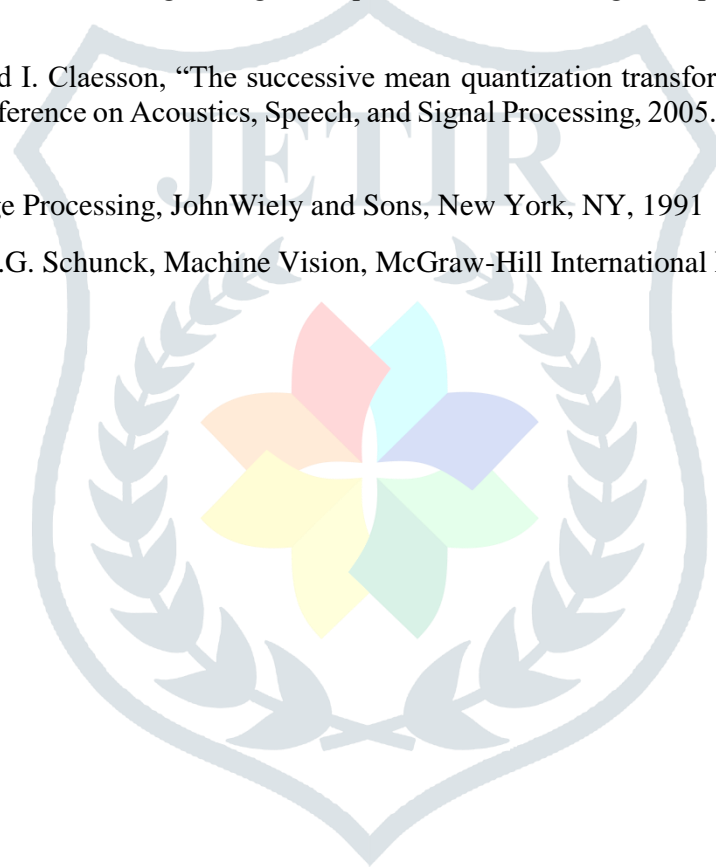 d I. Claesson, “The successive mean quantization transfor
ference on Acoustics, Speech, and Signal Processing, 2005.
JETIR
ge Processing, JohnWiely and Sons, New York, NY, 1991
.G. Schunck, Machine Vision, McGraw-Hill International